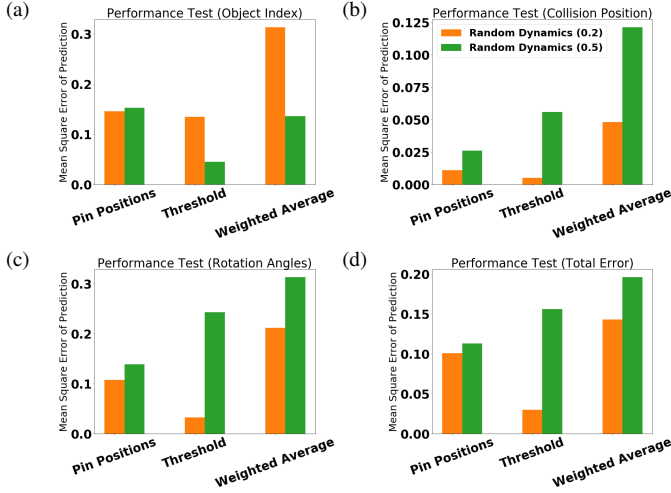 (a)
Performance Test (Object Index)
Mean Square Error of Prediction
0.3
0.2
0.1
0.0
Pin Positions
Threshold
Weighted Average
(b)
Performance Test (Collision Position)
Mean Square Error of Prediction
0.125
0.100
0.075
0.050
0.025
0.000
Random Dynamics (0.2)
Random Dynamics (0.5)
Pin Positions
Threshold
Weighted Average
(c)
Performance Test (Rotation Angles)
Mean Square Error of Prediction
0.3
0.2
0.1
0.0
Pin Positions
Threshold
Weighted Average
(d)
Performance Test (Total Error)
Mean Square Error of Prediction
0.20
0.15
0.10
0.05
0.00
Pin Positions
Threshold
Weighted Average